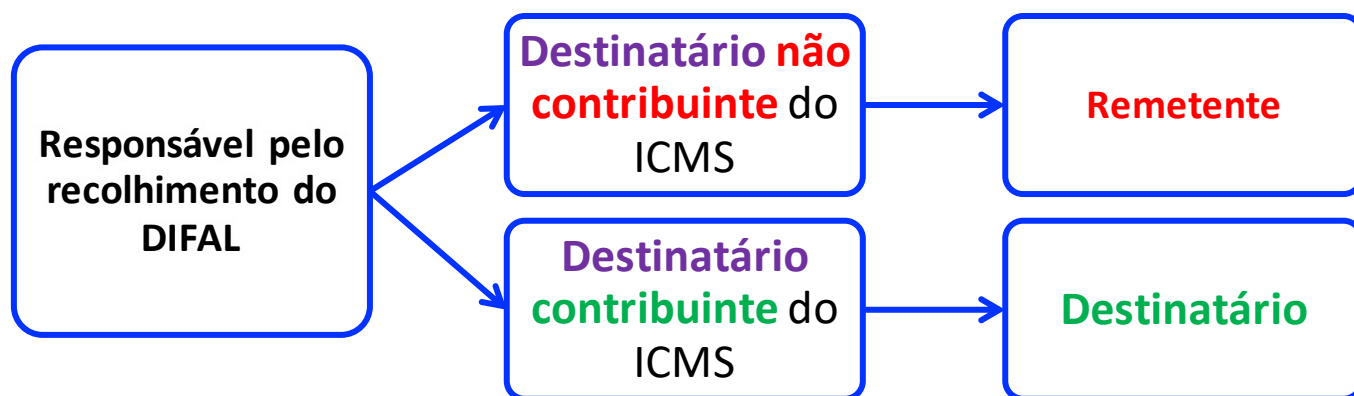 Responsável pelo
recolhimento do
DIFAL
Destinatário não
contribuinte do
ICMS
Remetente
Destinatário
contribuinte do
ICMS
Destinatário